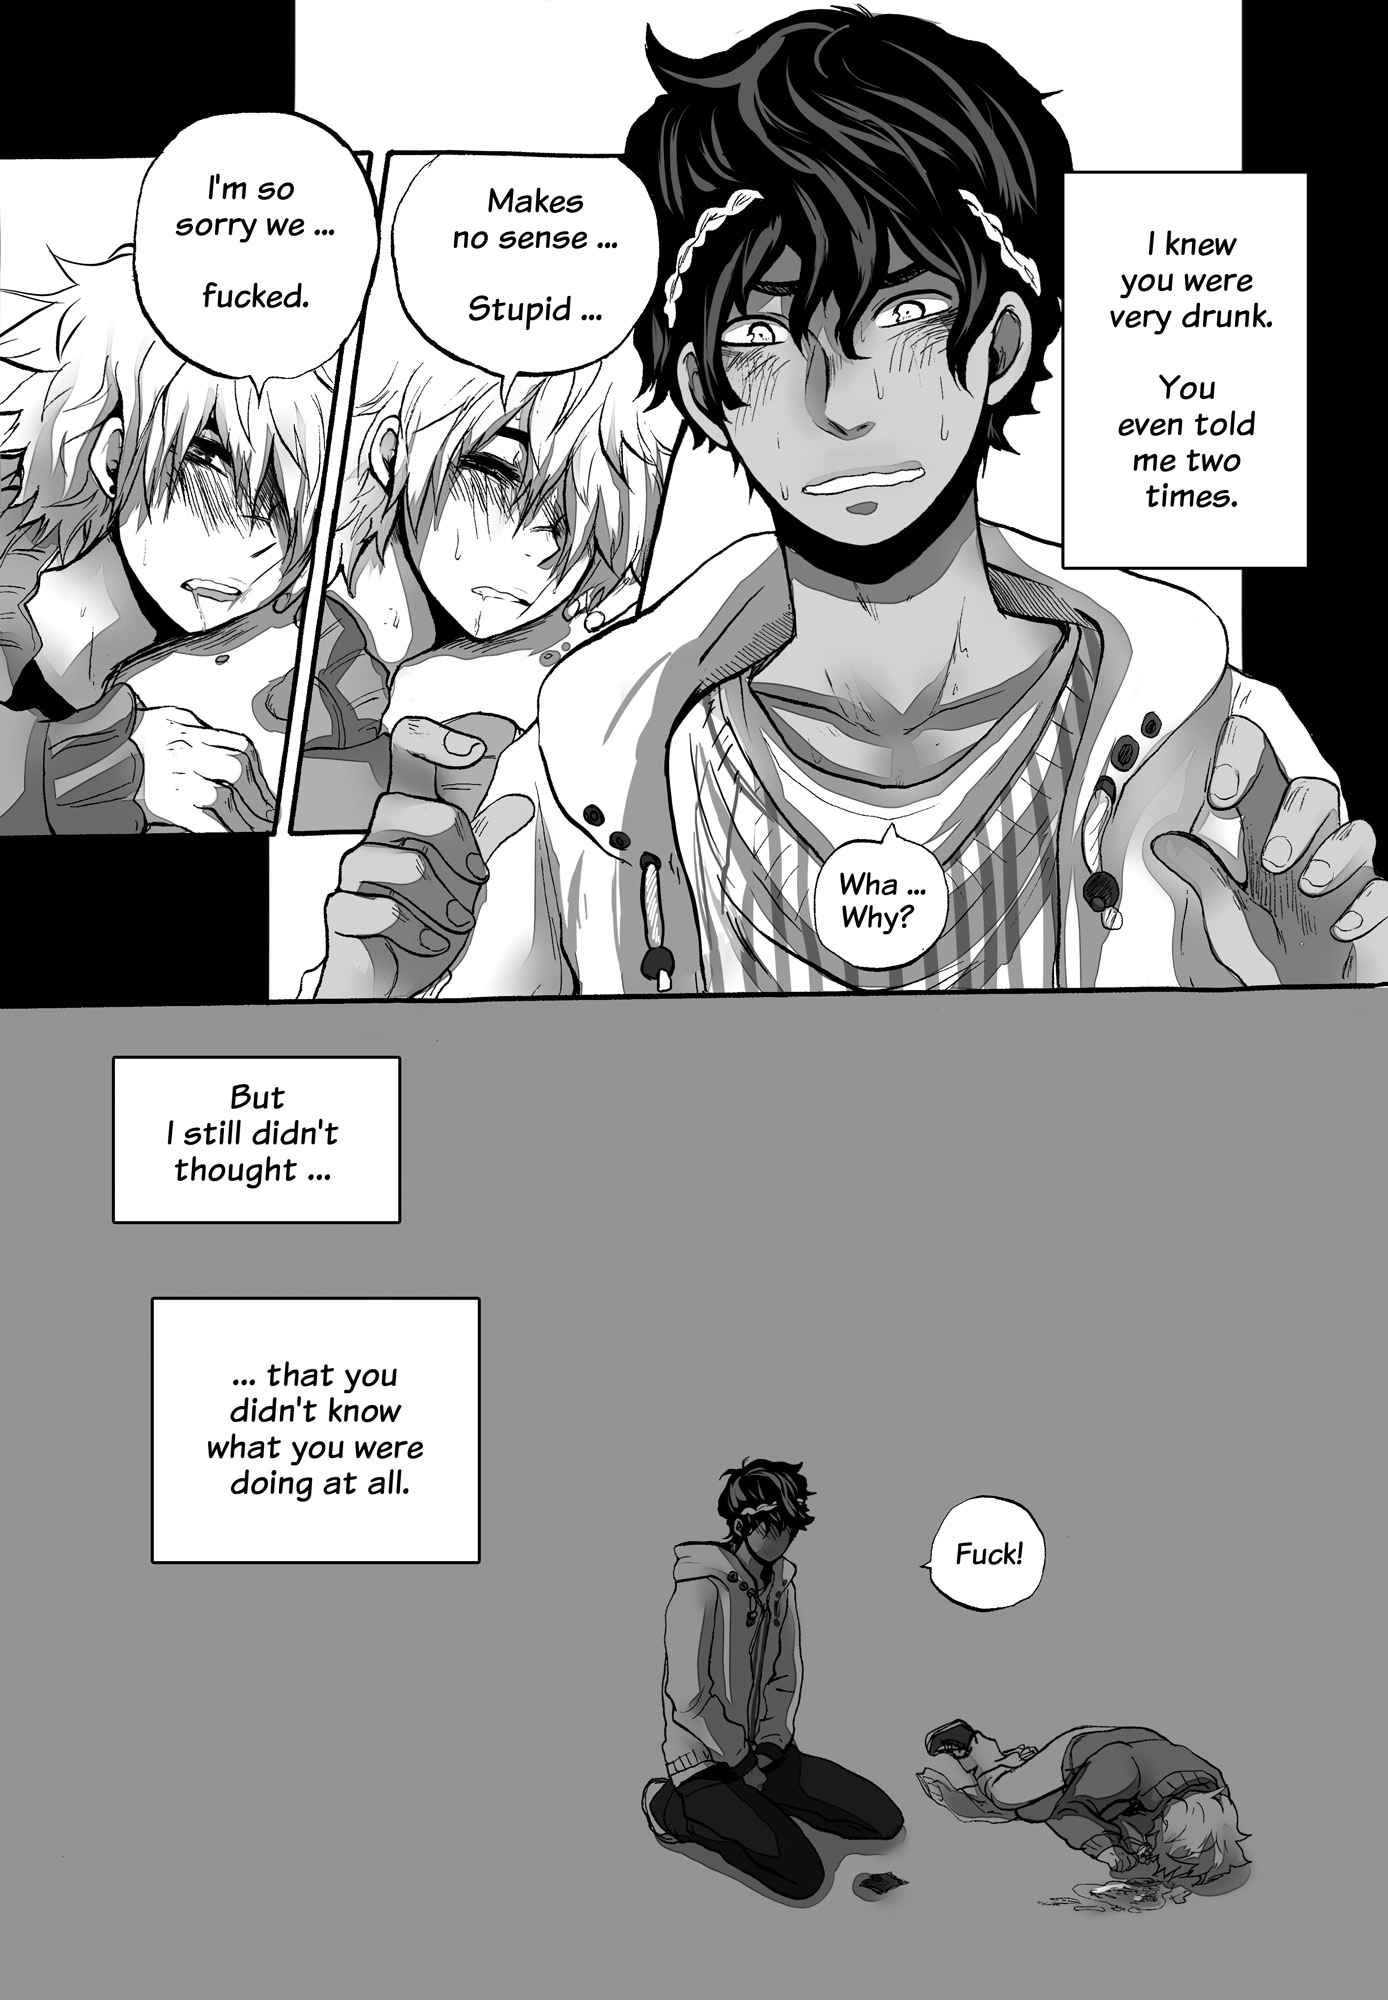 I'm so
sorry we ...
fucked.
Makes
no sense ...
Stupid ...
I knew
you were
very drunk.
You
even told
me two
times.
Wha ...
Why?
But
I still didn't
thought ...
... that you
didn't know
what you were
doing at all.
Fuck!